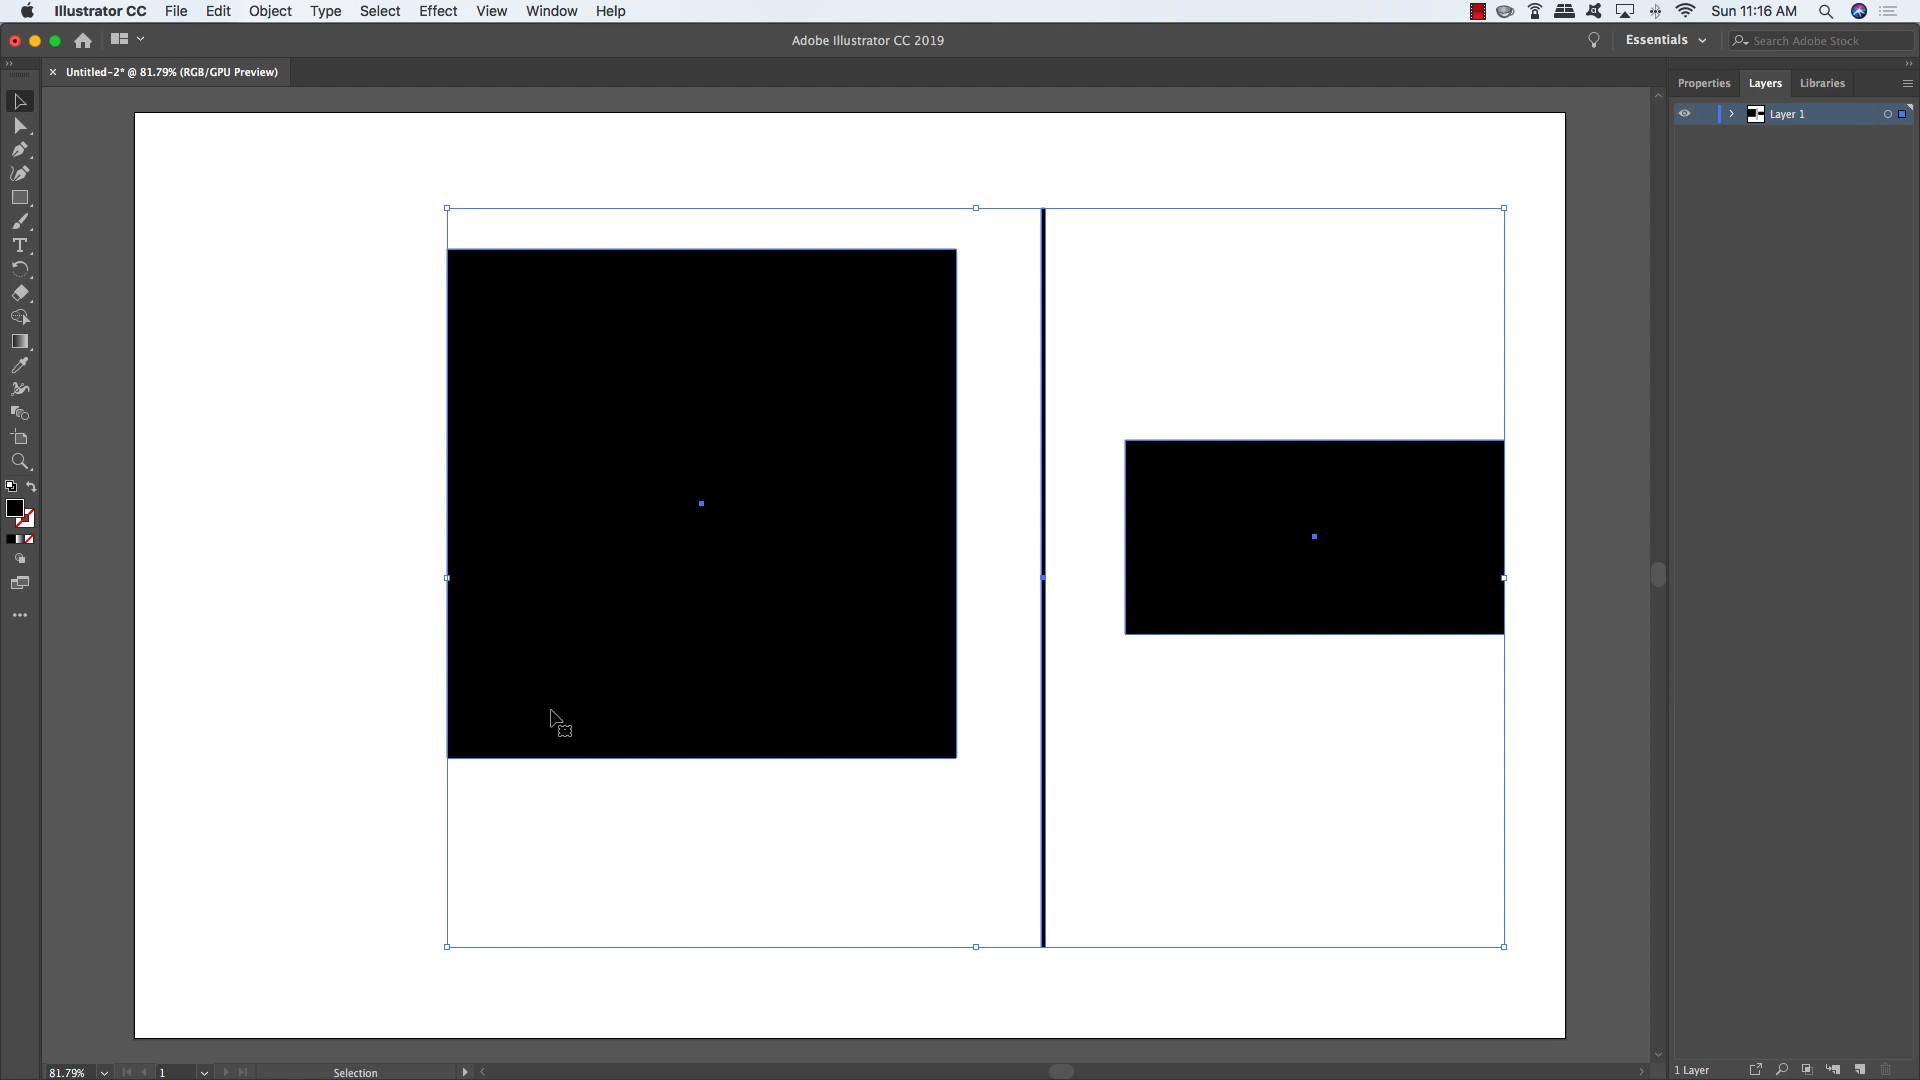 Illustrator CC File Edit Object Type Select Effect View Window Help
Sun 11:16 AM
Adobe Illustrator CC 2019
Essentials
Search Adobe Stock
Untitled-2* @ 81.79% (RGB/GPU Preview)
Properties Layers Libraries
Layer 1
81.79%
1
Selection
1 Layer